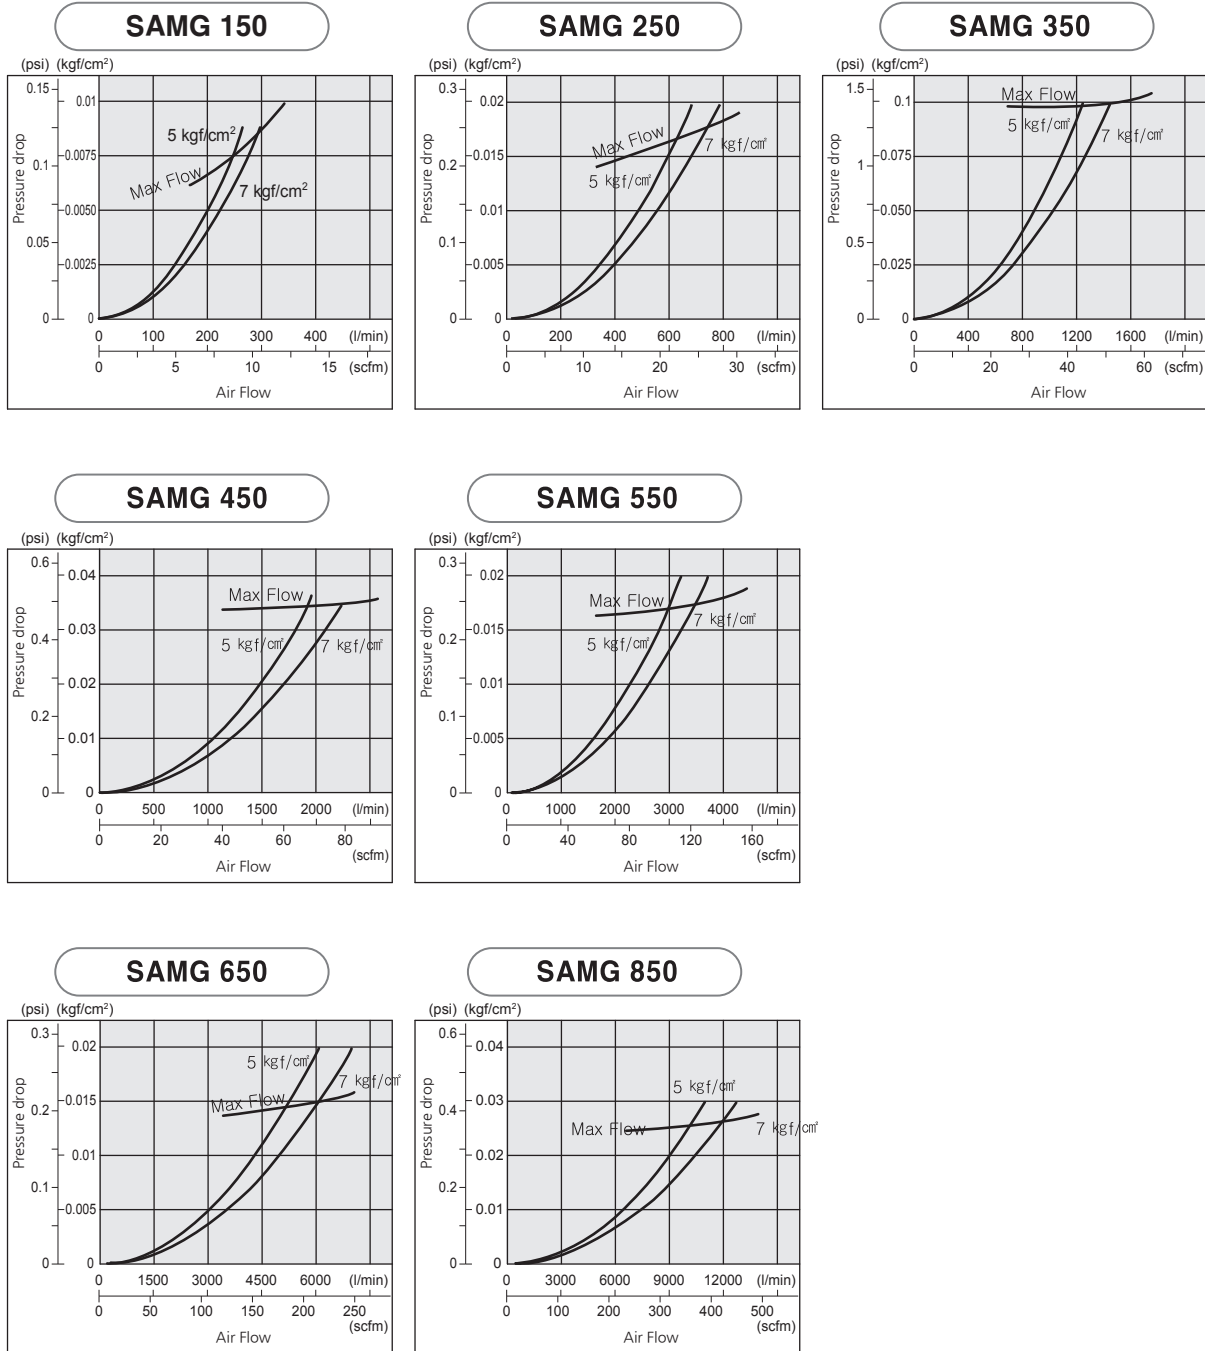 SAMG 150
(psi) (kgf/cm²)
0.15
0.1
0.05
0
0.01
0.0075
0.0050
0.0025
0
Pressure drop
5 kgf/cm²
Max Flow
7 kgf/cm²
0 100 200 300 400 (l/min)
0 5 10 15 (scfm)
Air Flow
SAMG 250
(psi) (kgf/cm²)
0.3
0.2
0.1
0
0.02
0.015
0.01
0.005
0
Pressure drop
Max Flow
7 kgf/㎠
5 kgf/㎠
200 400 600 800 (l/min)
0 10 20 30 (scfm)
Air Flow
SAMG 350
(psi) (kgf/cm²)
1.5
1
0.5
0
0.1
0.075
0.050
0.025
0
Pressure drop
Max Flow
5 kgf/㎠
7 kgf/㎠
0 400 800 1200 1600 (l/min)
0 20 40 60 (scfm)
Air Flow
SAMG 450
(psi) (kgf/cm²)
0.6
0.4
0.2
0
0.04
0.03
0.02
0.01
0
Pressure drop
Max Flow
5 kgf/㎠
7 kgf/㎠
0 500 1000 1500 2000 (l/min)
0 20 40 60 80
(scfm)
Air Flow
SAMG 550
(psi) (kgf/cm²)
0.3
0.2
0.1
0
0.02
0.015
0.01
0.005
0
Pressure drop
Max Flow
7 kgf/㎠
5 kgf/㎠
0 1000 2000 3000 4000 (l/min)
0 40 80 120 160
(scfm)
Air Flow
SAMG 650
(psi) (kgf/cm²)
0.3
0.2
0.1
0
0.02
0.015
0.01
0.005
0
Pressure drop
5 kgf/㎠
7 kgf/㎠
Max Flow
0 1500 3000 4500 6000 (l/min)
0 50 100 150 200 250
(scfm)
Air Flow
SAMG 850
(psi) (kgf/cm²)
0.6
0.4
0.2
0
0.04
0.03
0.02
0.01
0
Pressure drop
5 kgf/㎠
Max Flow
7 kgf/㎠
0 3000 6000 9000 12000 (l/min)
0 100 200 300 400 500
(scfm)
Air Flow